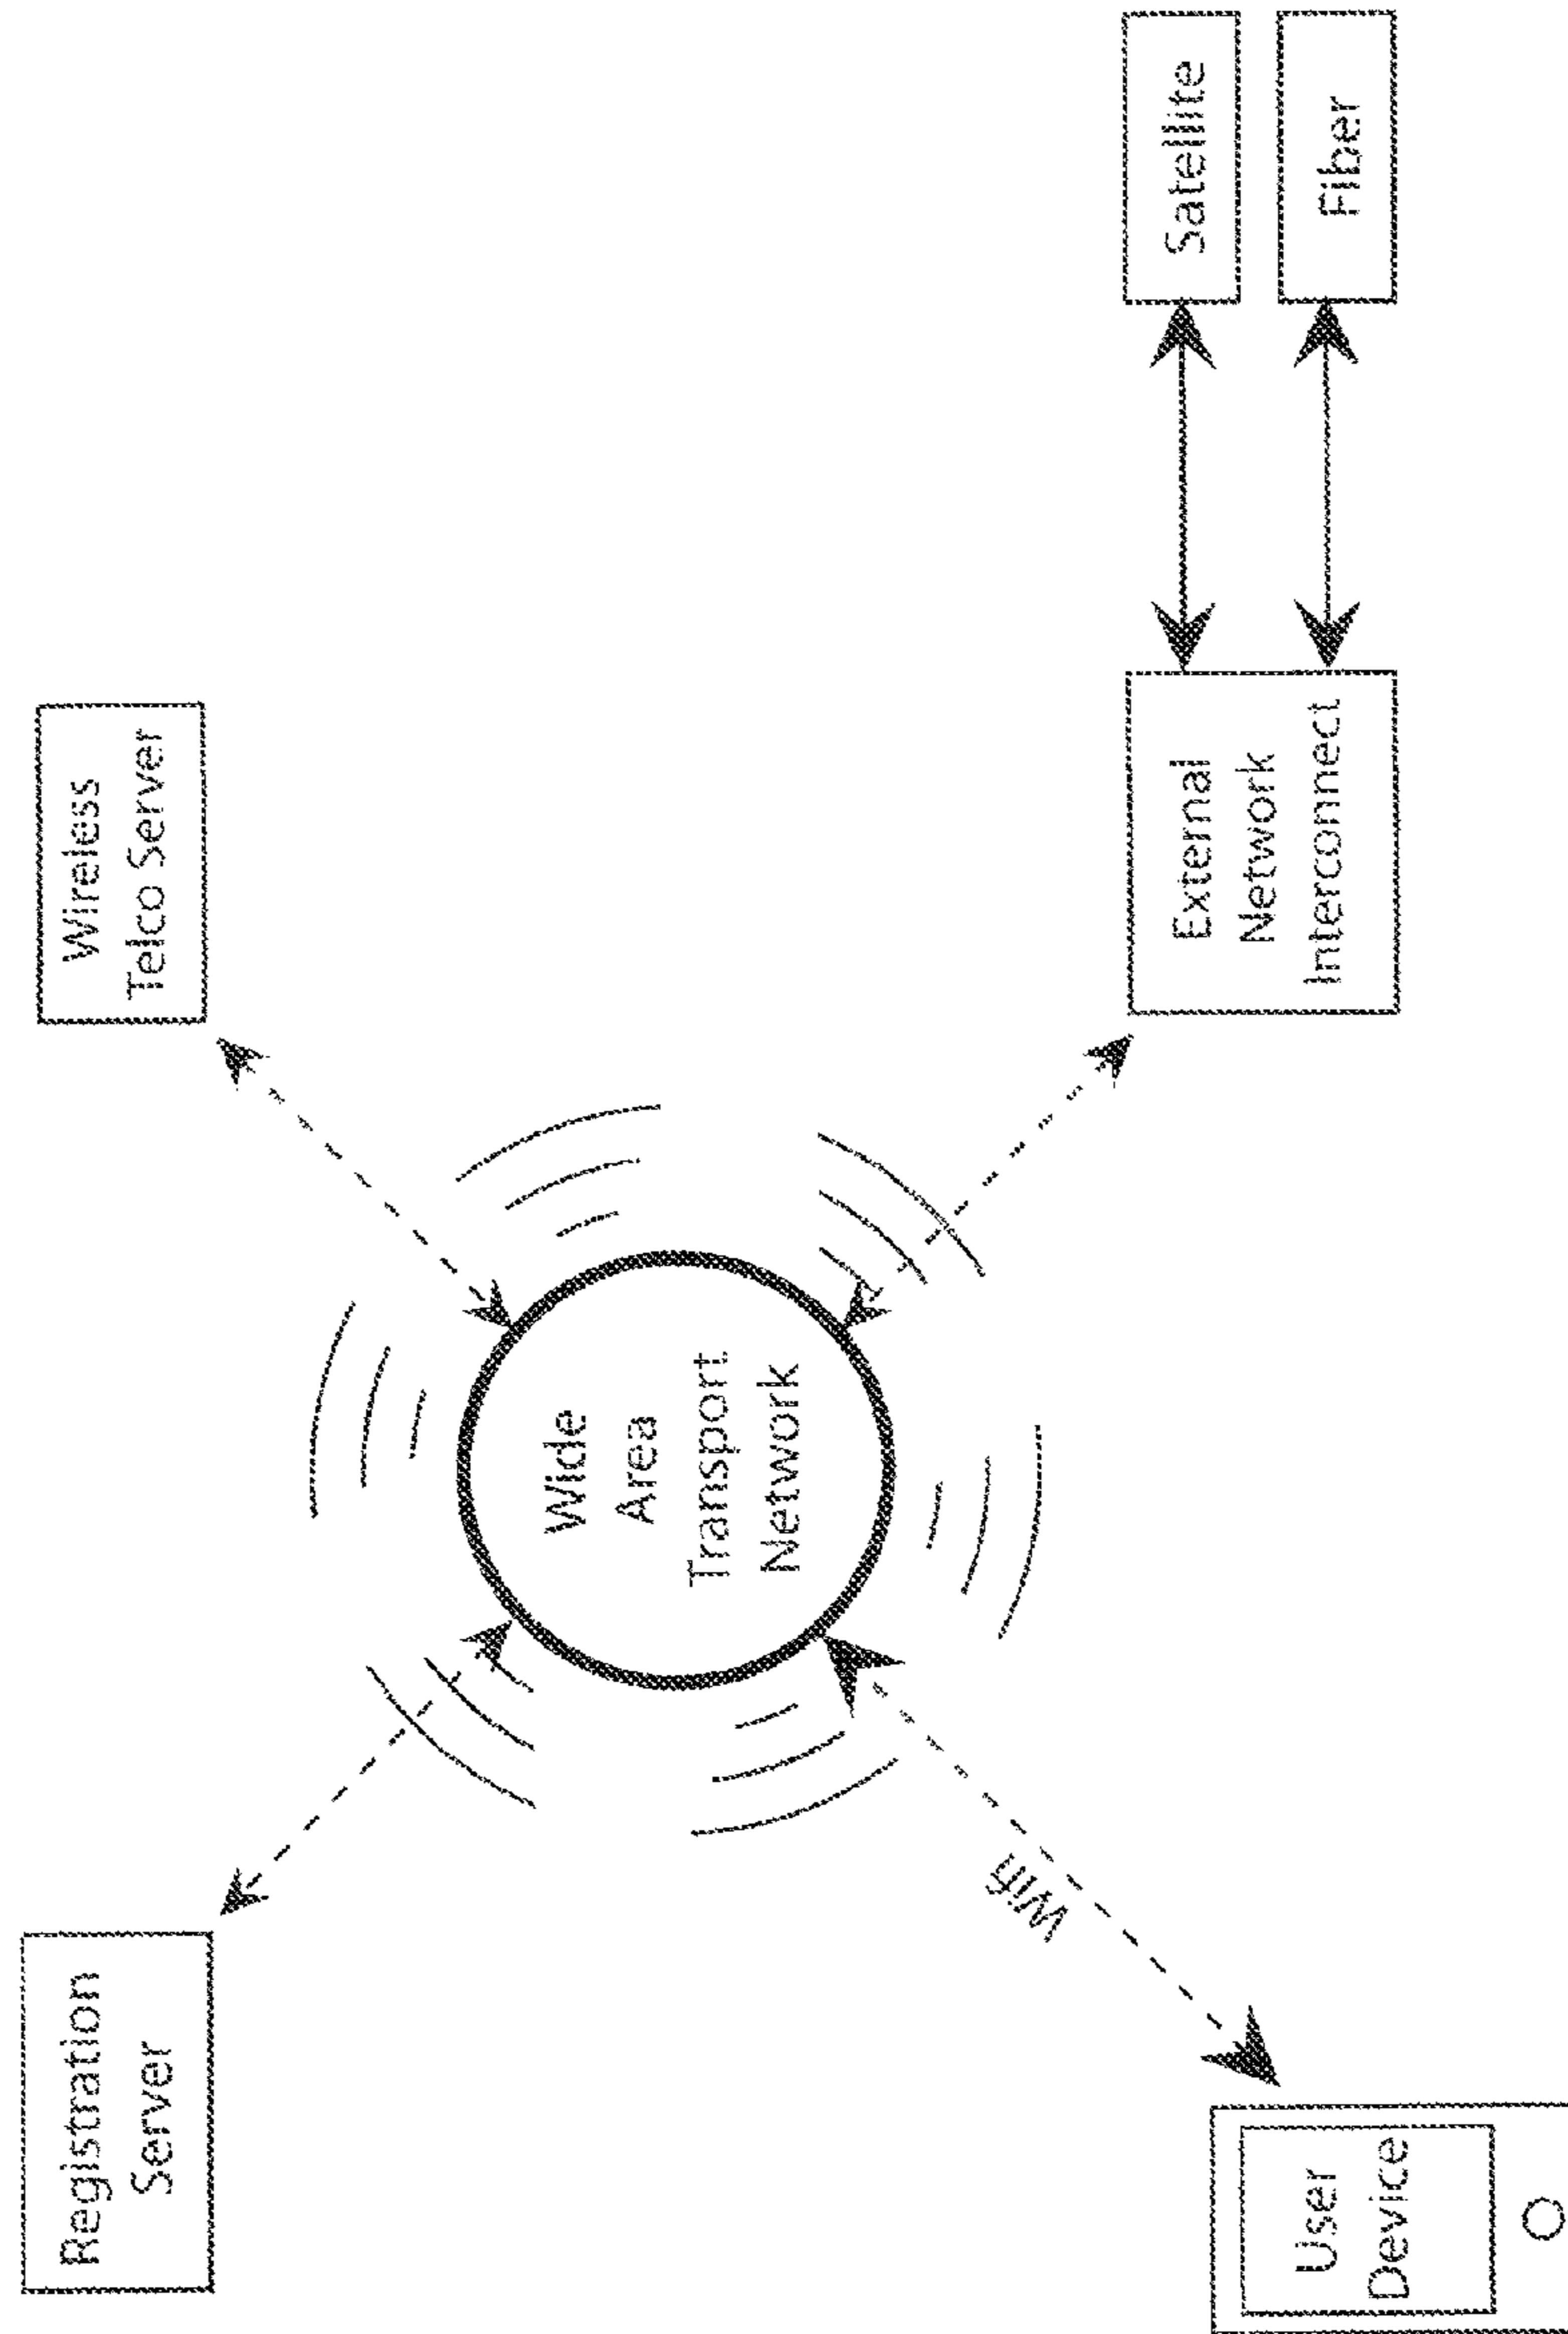 Registration
Server
Wireless
Telco Server
Wide
Area
Transport
Network
Wifi
User
Device
External
Network
Interconnect
Satellite
Fiber